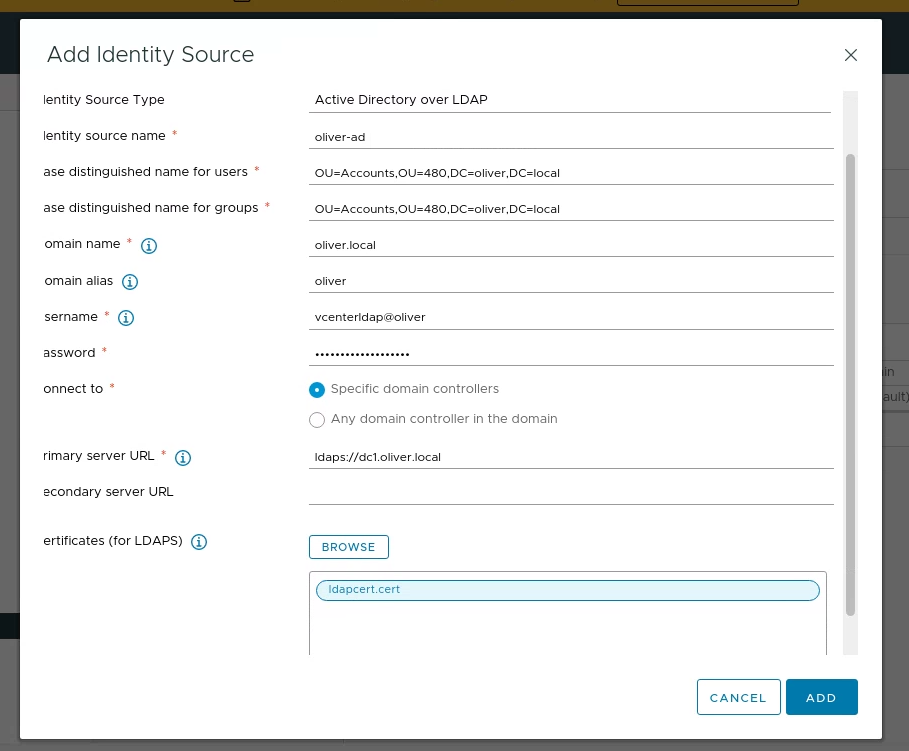 Add Identity Source
lentity Source Type
Active Directory over LDAP
lentity source name *
oliver-ad
ase distinguished name for users *
OU=Accounts,OU=480,DC=oliver,DC=local
ase distinguished name for groups *
OU=Accounts,OU=480,DC=oliver,DC=local
omain name *
oliver.local
omain alias
oliver
sername *
vcenterldap@oliver
assword *
•••••••••••••••••••
onnect to *
Specific domain controllers
Any domain controller in the domain
rimary server URL *
ldaps://dc1.oliver.local
econdary server URL
ertificates (for LDAPS)
BROWSE
ldapcert.cert
CANCEL
ADD
in
ault)